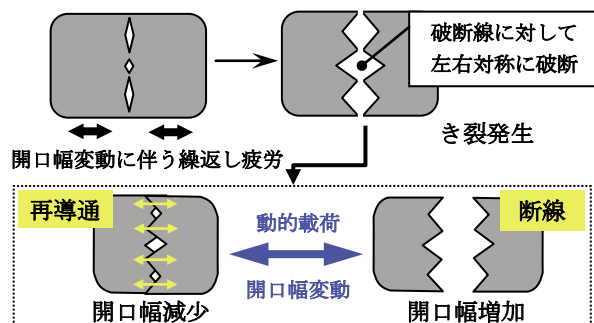 破断線に対して
左右対称に破断
き裂発生
開口幅変動に伴う繰返し疲労
再導通
動的載荷
断線
開口幅変動
開口幅減少
開口幅増加